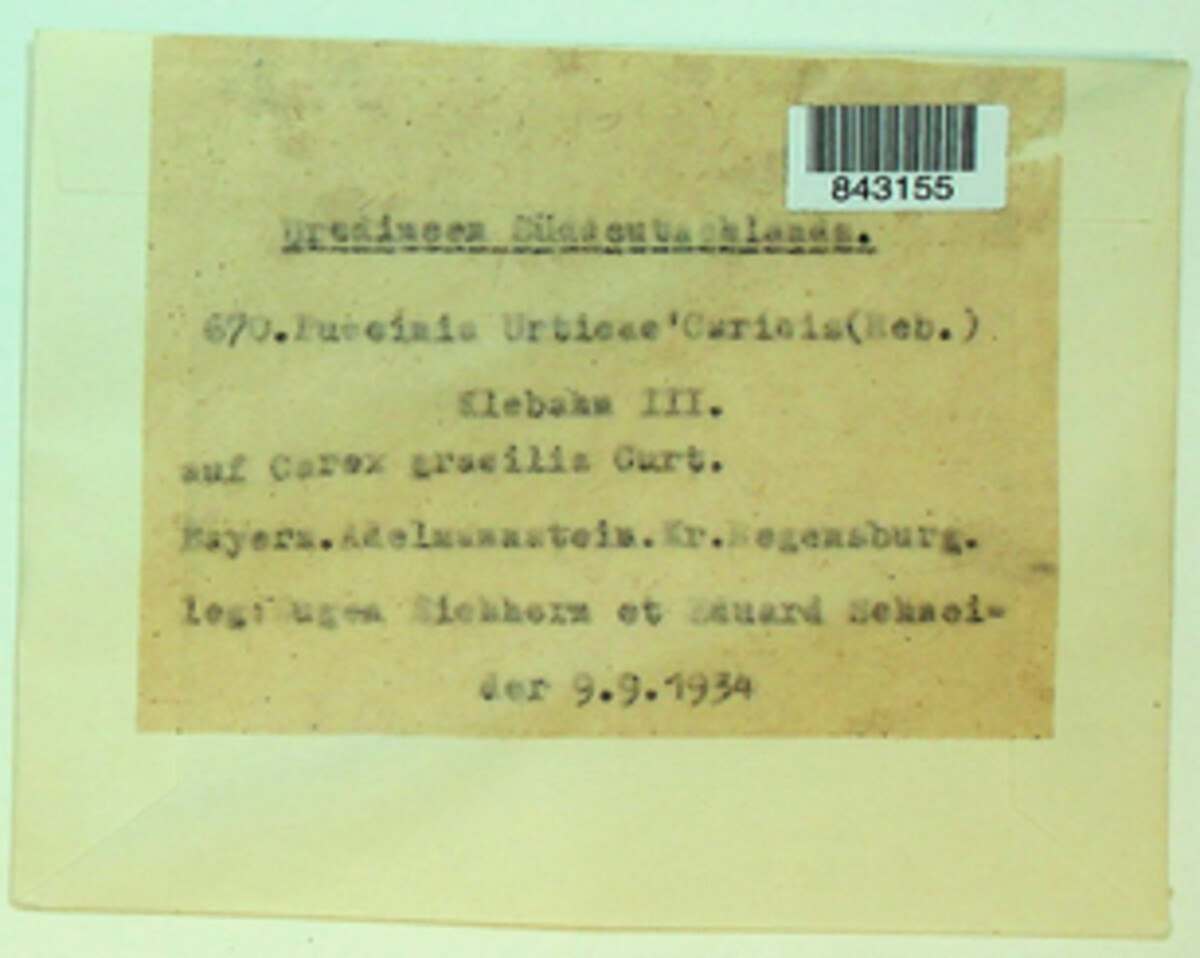 843155
Uredineen Süddeutschlands.
670.Puccinia Urticae'Caricis(Reb.)
Klebahn III.
auf Carex gracilis Curt.
Bayern.Adelmannstein.Kr.Regensburg.
leg:Eugen Eichhorn et Eduard Schnei-
der 9.9.1934